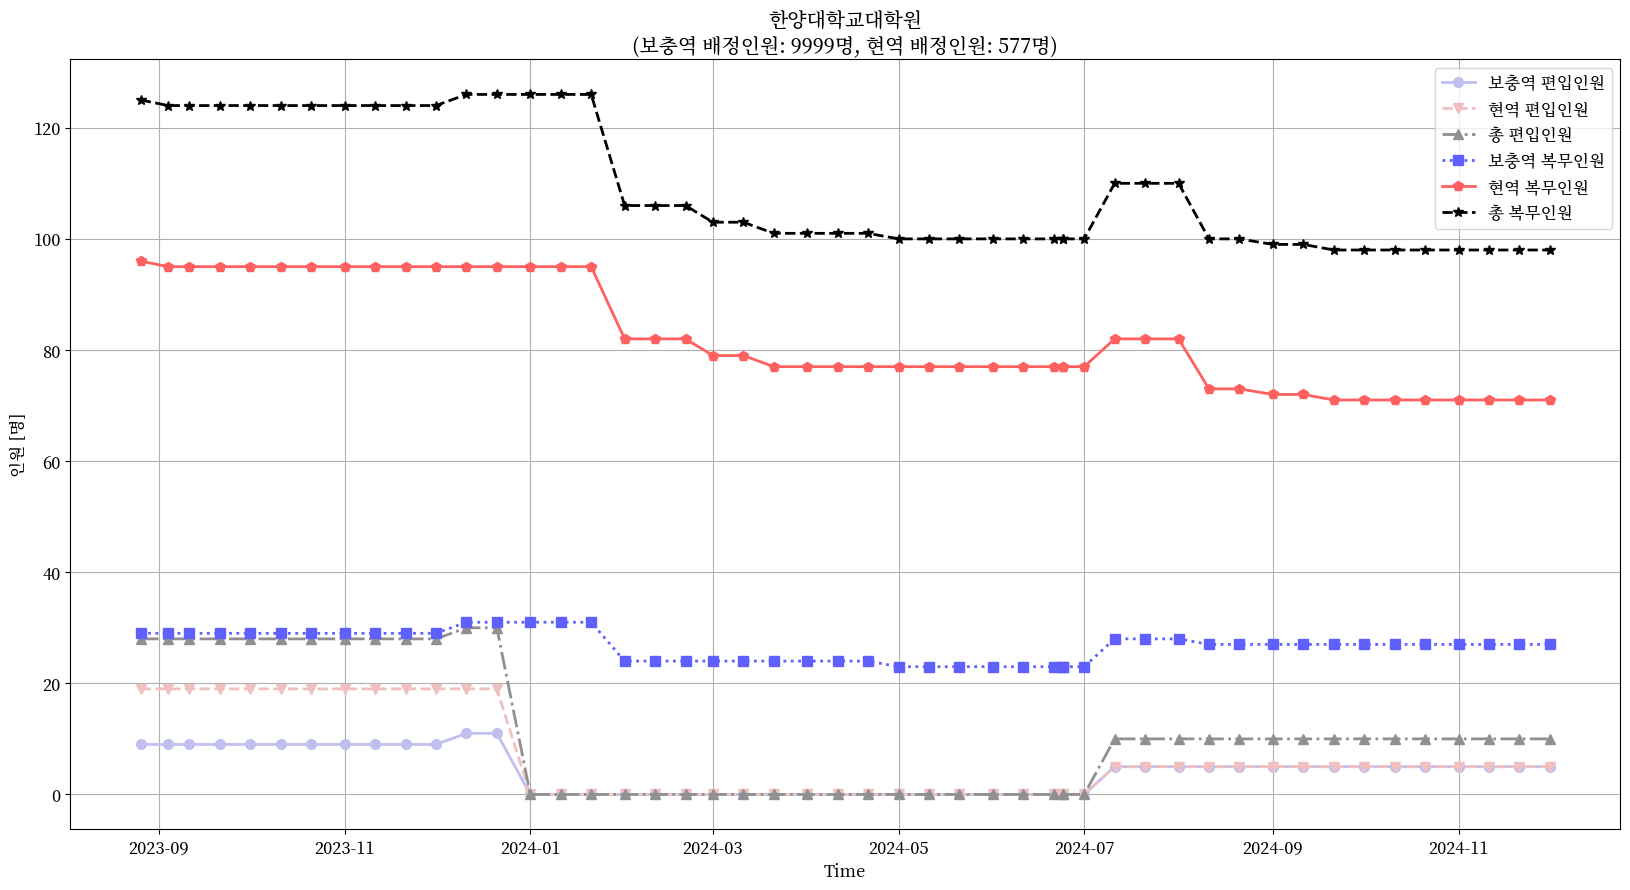 한양대학교대학원
(보충역 배정인원: 9999명, 현역 배정인원: 577명)
보충역 편입인원
현역 편입인원
총 편입인원
보충역 복무인원
현역 복무인원
총 복무인원
인원 [명]
120
100
80
60
40
20
0
2023-09
2023-11
2024-01
2024-03
2024-05
2024-07
2024-09
2024-11
Time